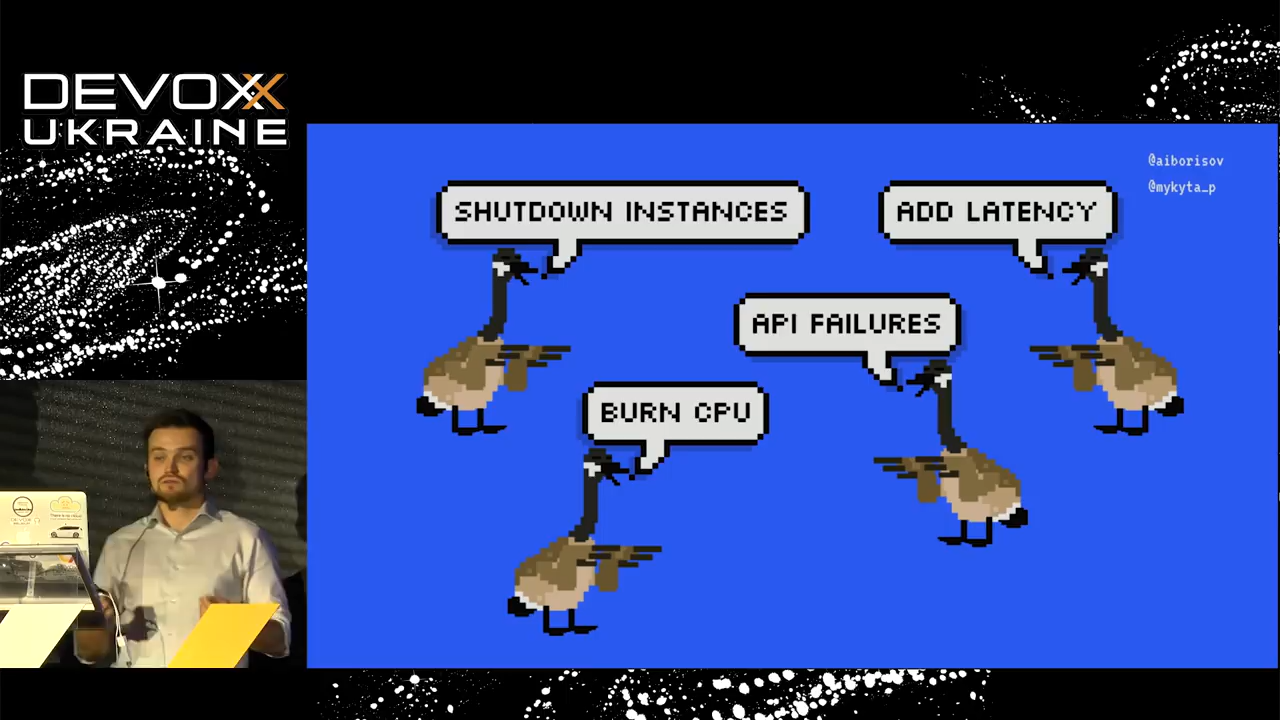 DEVOXX
UKRAINE
@aiborisov
@mykyta_p
SHUTDOWN INSTANCES
ADD LATENCY
API FAILURES
BURN CPU